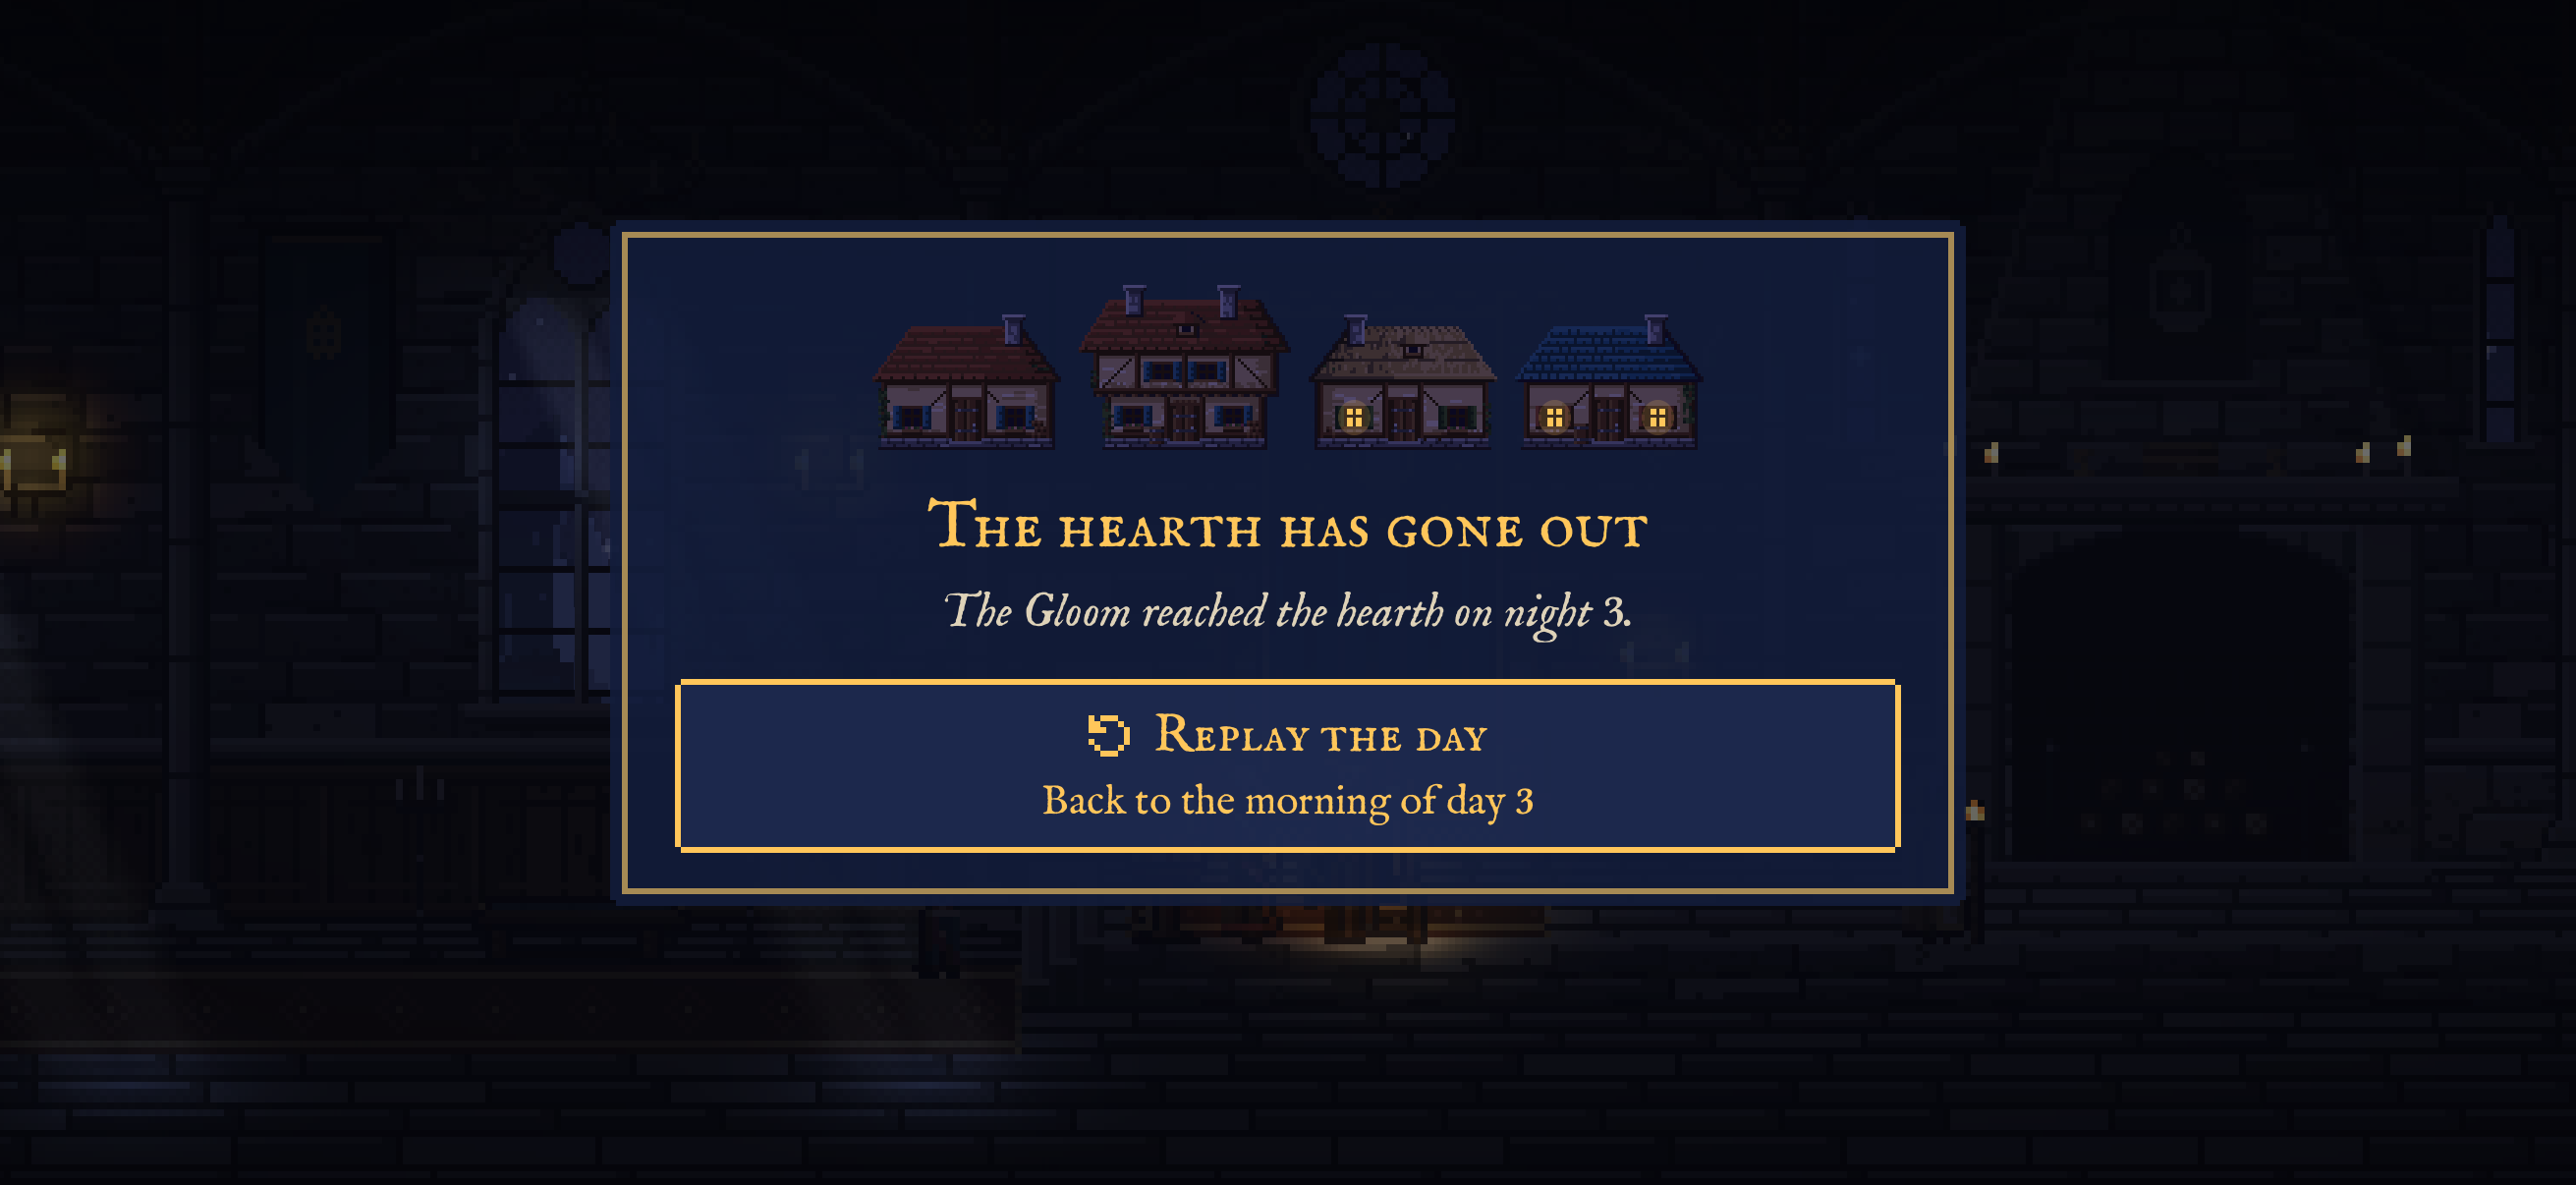 The hearth has gone out
The Gloom reached the hearth on night 3.
Replay the day
Back to the morning of day 3